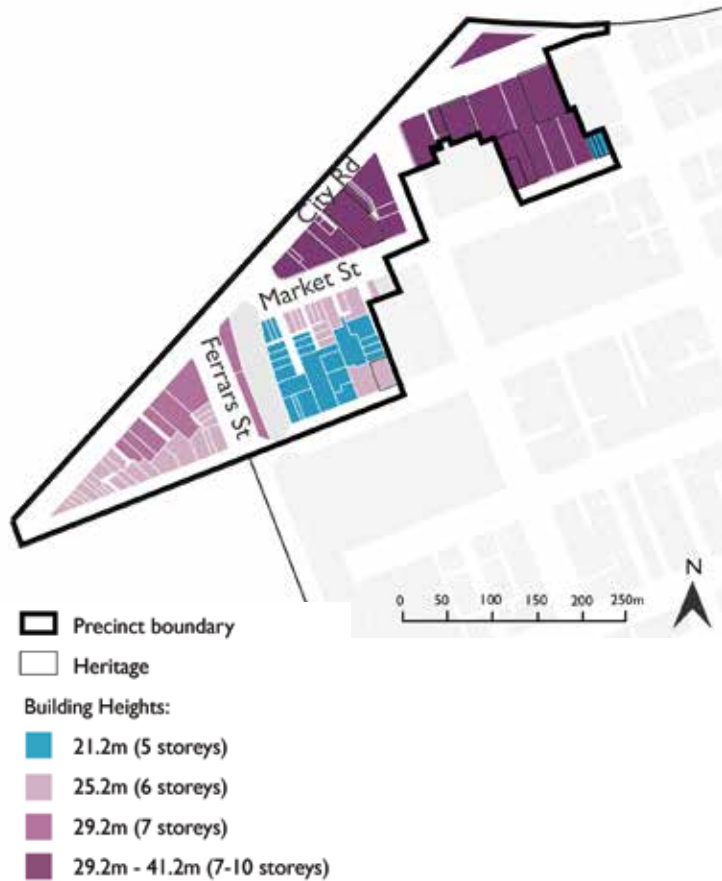 City Rd
Market St
Ferrars St
N
0 50 100 150 200 250m
Precinct boundary
Heritage
Building Heights:
21.2m (5 storeys)
25.2m (6 storeys)
29.2m (7 storeys)
29.2m - 41.2m (7-10 storeys)